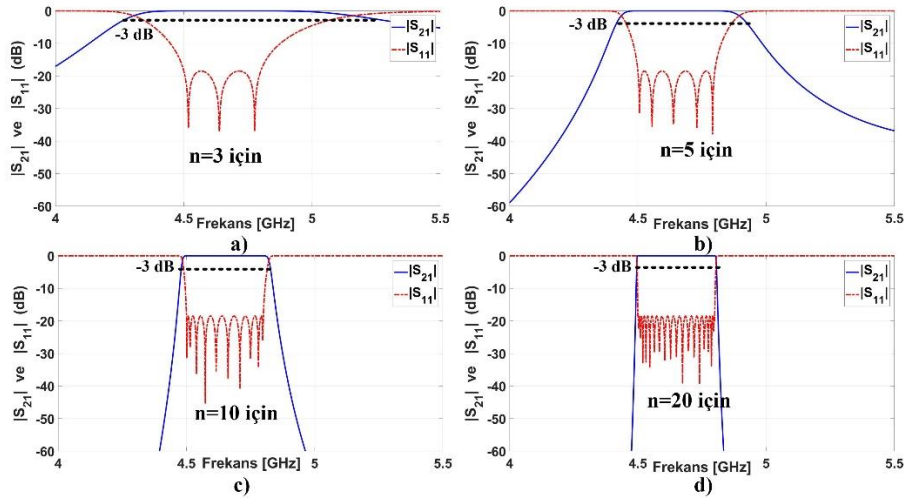 0
-10
-20
-30
-40
-50
-60
|S21| ve |S11| (dB)
-3 dB
|S21|
|S11|
n=3 için
4
4.5
5
5.5
Frekans [GHz]
a)
0
-10
-20
-30
-40
-50
-60
|S21| ve |S11| (dB)
-3 dB
|S21|
|S11|
n=5 için
4
4.5
5
5.5
Frekans [GHz]
b)
0
-10
-20
-30
-40
-50
-60
|S21| ve |S11| (dB)
-3 dB
|S21|
|S11|
n=10 için
4
4.5
5
5.5
Frekans [GHz]
c)
0
-10
-20
-30
-40
-50
-60
|S21| ve |S11| (dB)
-3 dB
|S21|
|S11|
n=20 için
4
4.5
5
5.5
Frekans [GHz]
d)